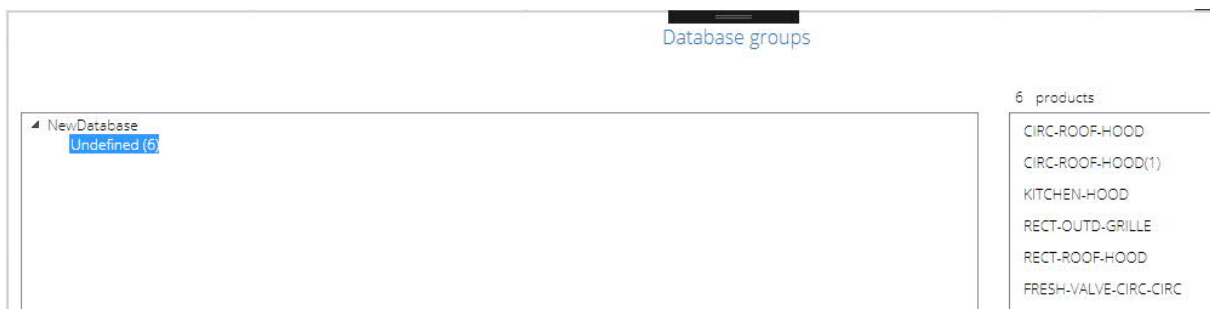 Database groups
6 products
NewDatabase
Undefined (6)
CIRC-ROOF-HOOD
CIRC-ROOF-HOOD(1)
KITCHEN-HOOD
RECT-OUTD-GRILLE
RECT-ROOF-HOOD
FRESH-VALVE-CIRC-CIRC